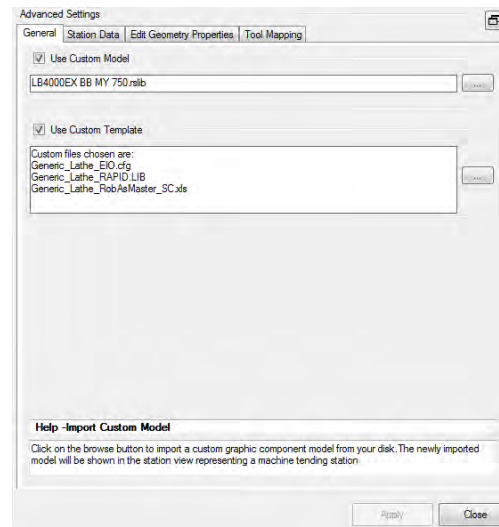 Advanced Settings
General Station Data Edit Geometry Properties Tool Mapping
Use Custom Model
LB4000EX BB MY 750.rslib
...
Use Custom Template
Custom files chosen are:
Generic_Lathe_EIO.cfg
Generic_Lathe_RAPID.LIB
Generic_Lathe_RobAsMaster_SC.xls
...
Help -Import Custom Model
Click on the browse button to import a custom graphic component model from your disk.The newly imported
model will be shown in the station view representing a machine tending station
Apply Close